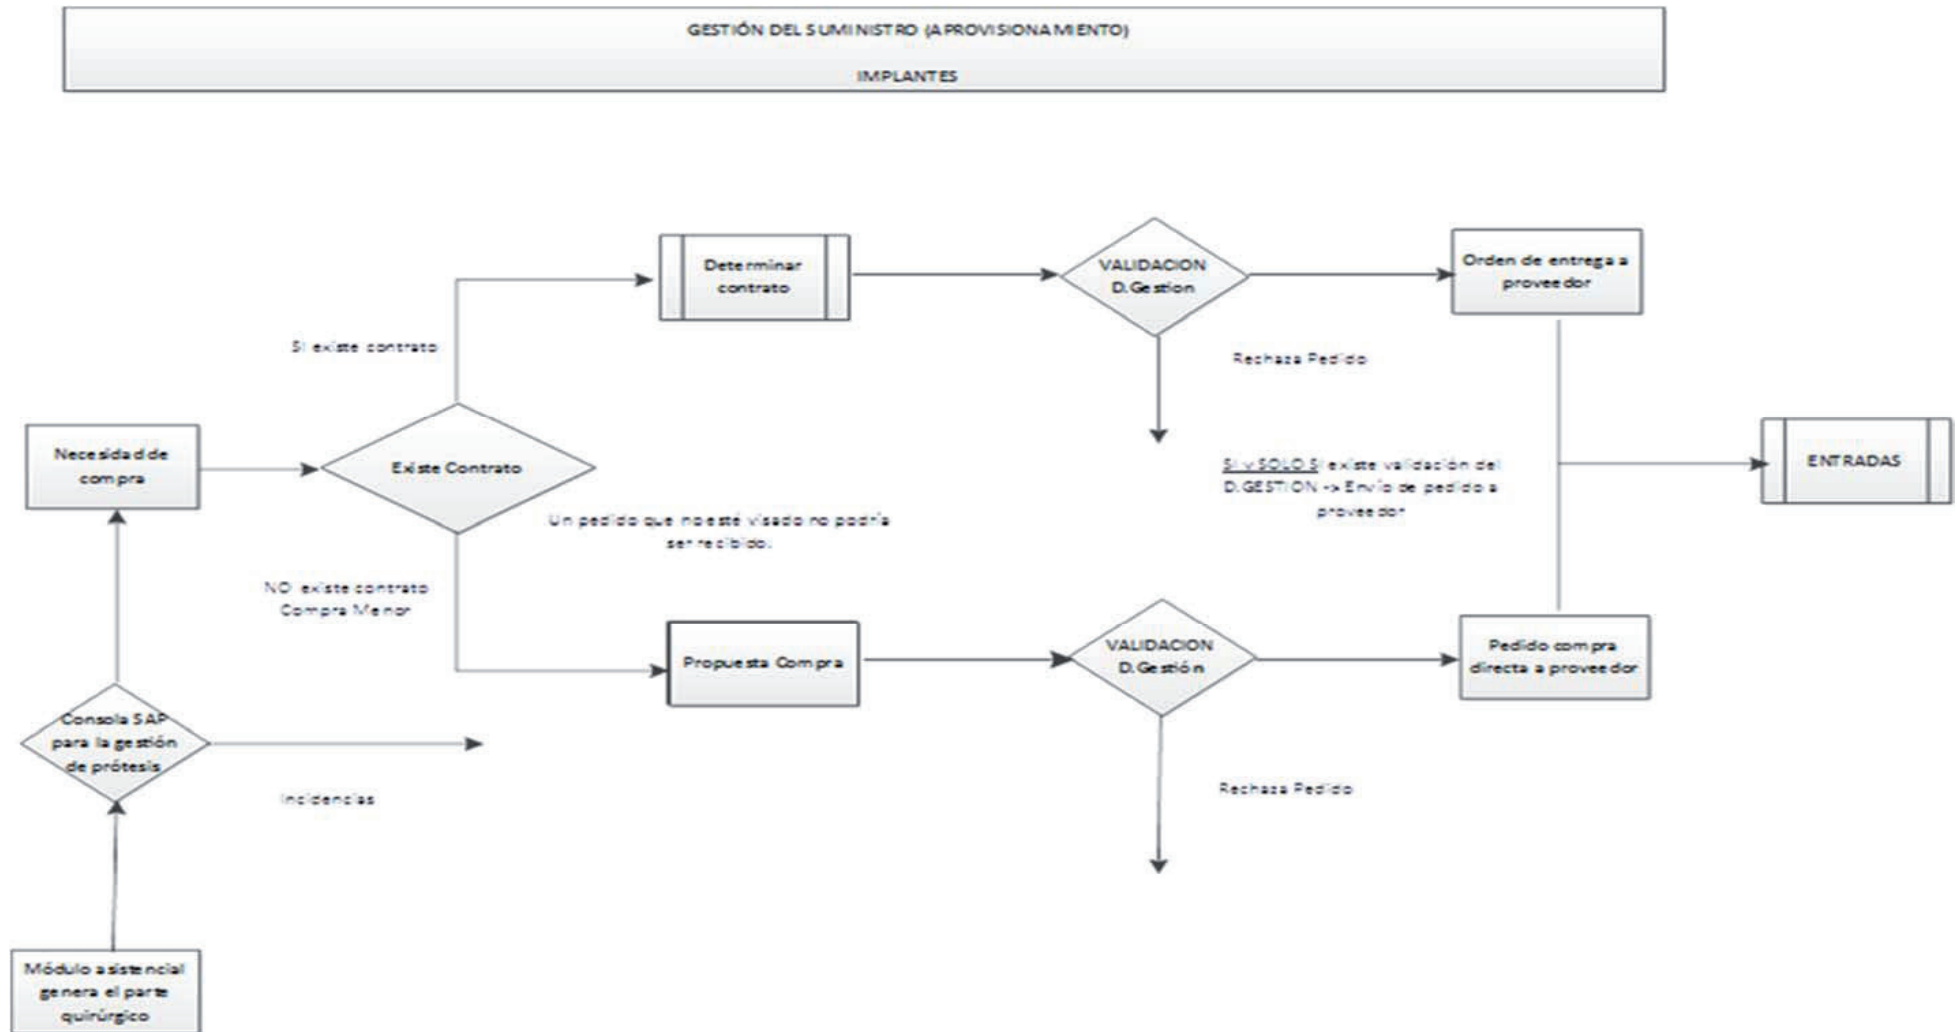 GESTIÓN DEL SUMINISTRO (APROVISIONAMIENTO)
IMPLANTES
Determinar
contrato
VALIDACION
D.Gestion
Orden de entrega a
proveedor
SI existe contrato
Rechaza Pedido
Necesidad de
compra
Existe Contrato
SI y SOLO SI existe validación del
D.GESTION -> Envío de pedido a
proveedor
ENTRADAS
Un pedido que no esté visado no podría
ser recibido.
NO existe contrato
Compra Menor
Propuesta Compra
VALIDACION
D.Gestión
Pedido compra
directa a proveedor
Consola SAP
para la gestión
de prótesis
Incidencias
Rechaza Pedido
Módulo asistencial
genera el parte
quirúrgico